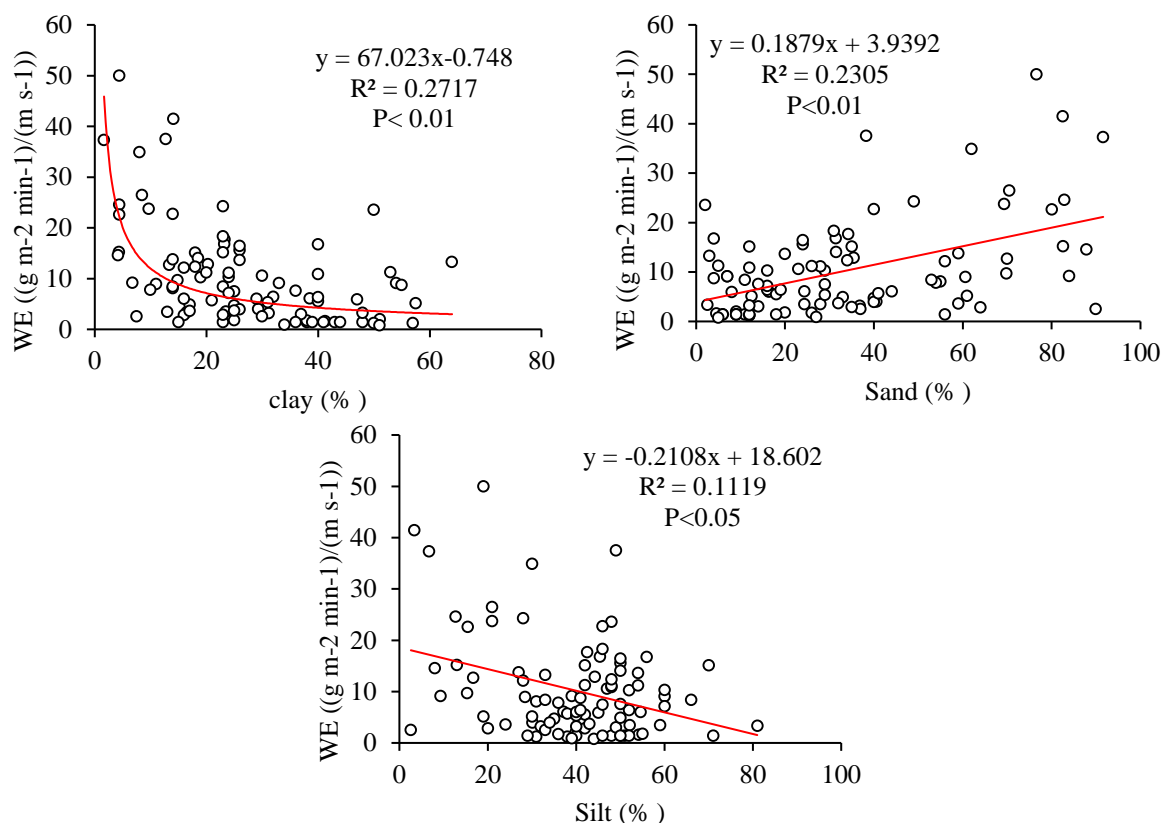 y = 67.023x-0.748
R² = 0.2717
P< 0.01
WE ((g m-2 min-1)/(m s-1))
60
50
40
30
20
10
0
0 20 40 60 80
clay (% )
y = 0.1879x + 3.9392
R² = 0.2305
P<0.01
WE ((g m-2 min-1)/(m s-1))
60
50
40
30
20
10
0
0 20 40 60 80 100
Sand (% )
y = -0.2108x + 18.602
R² = 0.1119
P<0.05
WE ((g m-2 min-1)/(m s-1))
60
50
40
30
20
10
0
0 20 40 60 80 100
Silt (% )